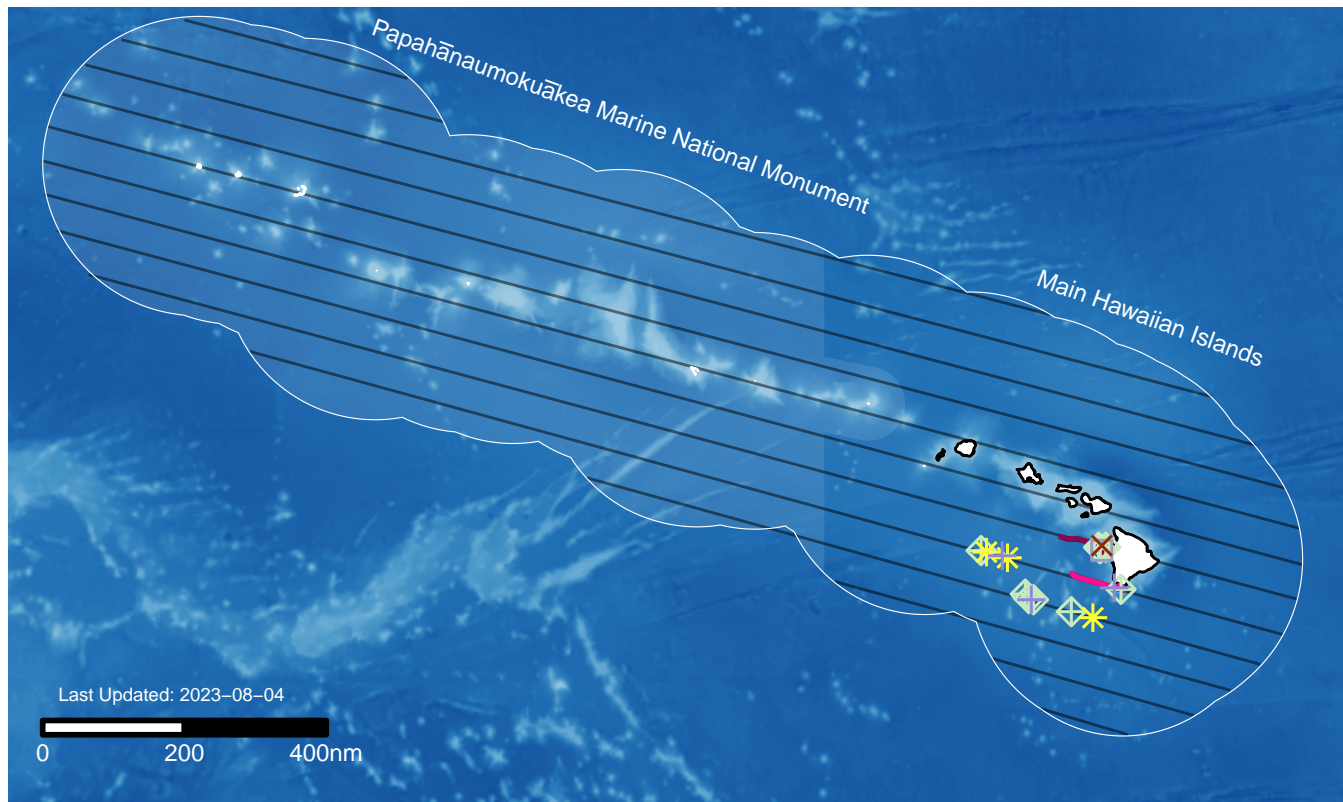 Papahānaumokuākea Marine National Monument
Main Hawaiian Islands
Last Updated: 2023−08−04
0 200 400nm